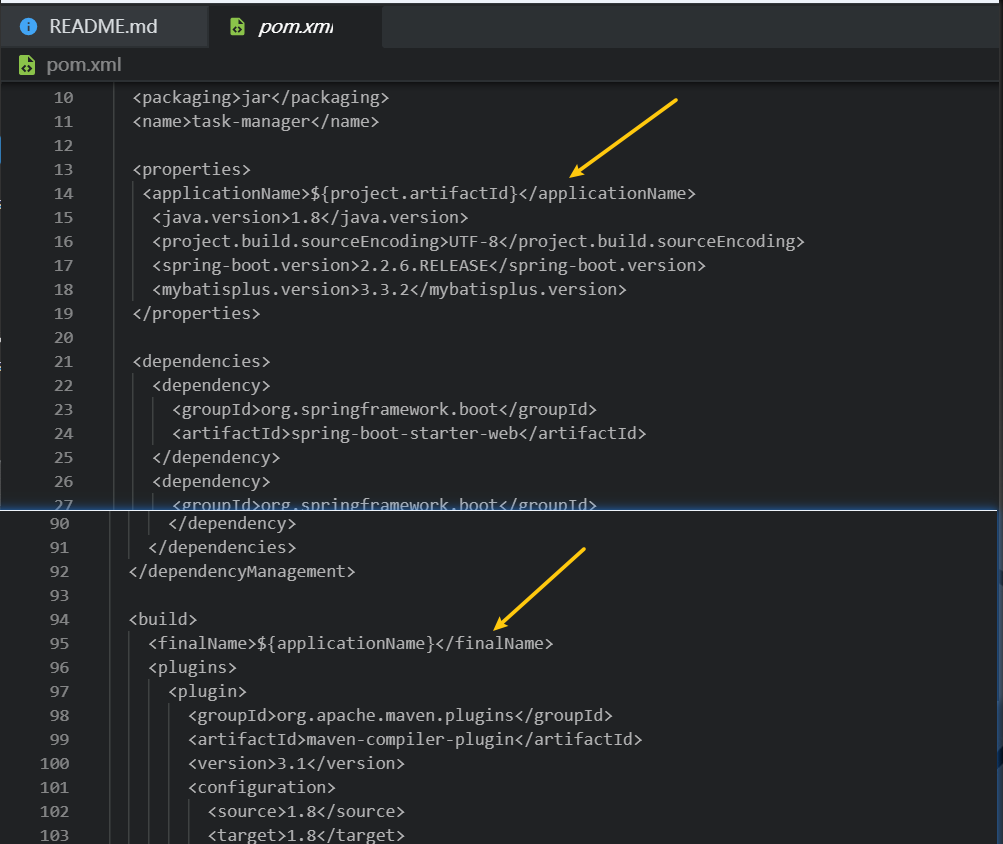 README.md
pom.xml
pom.xml
10 <packaging>jar</packaging>
11 <name>task-manager</name>
12
13 <properties>
14 <applicationName>${project.artifactId}</applicationName>
15 <java.version>1.8</java.version>
16 <project.build.sourceEncoding>UTF-8</project.build.sourceEncoding>
17 <spring-boot.version>2.2.6.RELEASE</spring-boot.version>
18 <mybatisplus.version>3.3.2</mybatisplus.version>
19 </properties>
20
21 <dependencies>
22 <dependency>
23 <groupId>org.springframework.boot</groupId>
24 <artifactId>spring-boot-starter-web</artifactId>
25 </dependency>
26 <dependency>
27 <groupId>org.springframework.boot</groupId>
90 </dependency>
91 </dependencies>
92 </dependencyManagement>
93
94 <build>
95 <finalName>${applicationName}</finalName>
96 <plugins>
97 <plugin>
98 <groupId>org.apache.maven.plugins</groupId>
99 <artifactId>maven-compiler-plugin</artifactId>
100 <version>3.1</version>
101 <configuration>
102 <source>1.8</source>
103 <target>1.8</target>